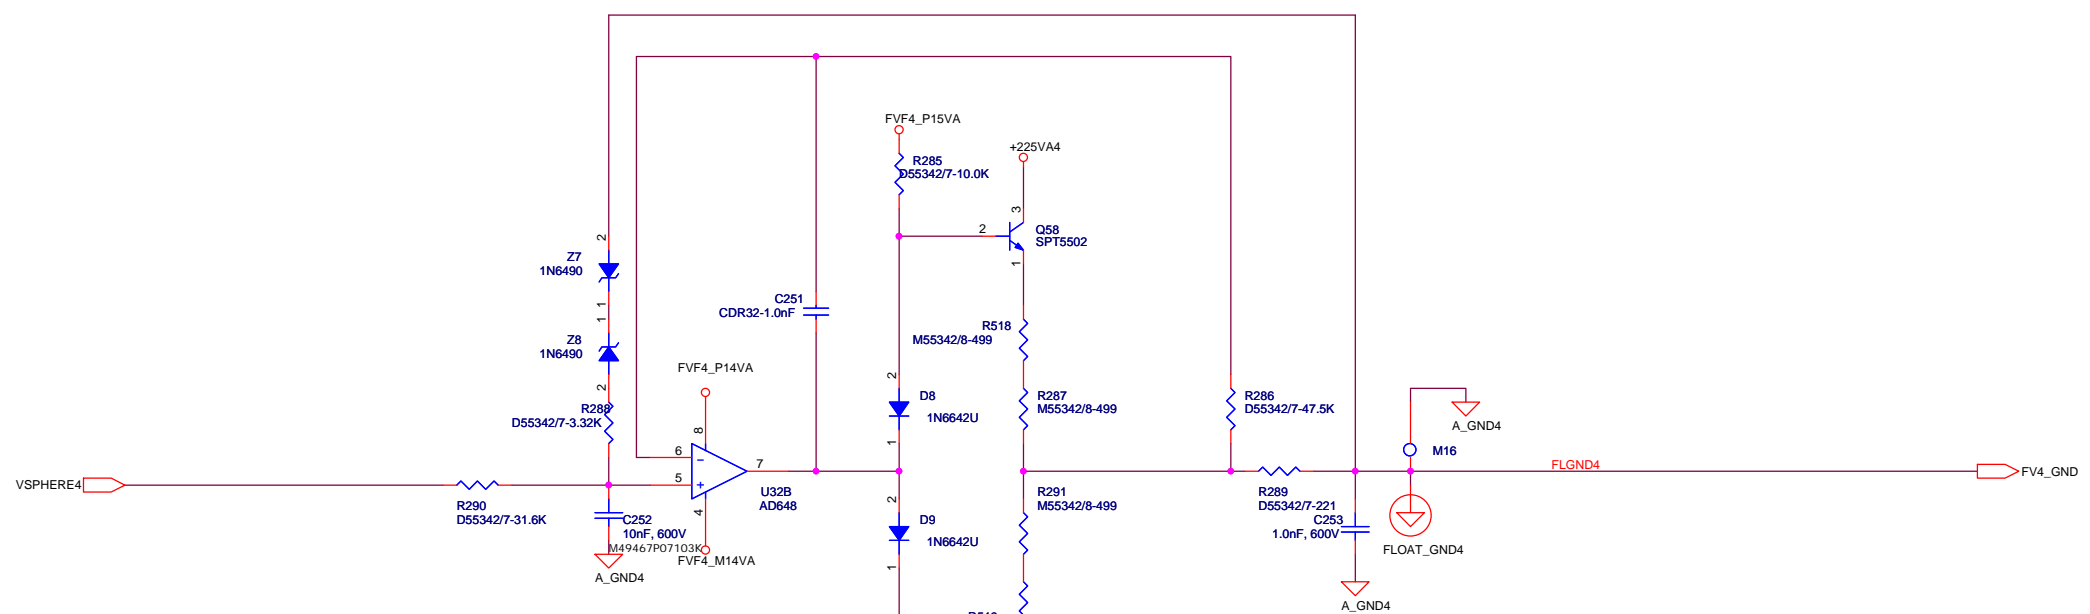 FVF4_P15VA
+225VA4
R285
D55342/7-10.0K
3
2
Q58
SPT5502
1
2
Z7
1N6490
1
1
Z8
1N6490
2
C251
CDR32-1.0nF
R518
M55342/8-499
FVF4_P14VA
2
D8
1N6642U
1
R287
M55342/8-499
R286
D55342/7-47.5K
R288
D55342/7-3.32K
A_GND4
M16
8
6
5
7
4
U32B
AD648
VSPHERE4
FLGND4
FV4_GND
R290
D55342/7-31.6K
C252
10nF, 600V
M49467P07103K
FVF4_M14VA
A_GND4
2
D9
1N6642U
1
R291
M55342/8-499
R289
D55342/7-221
C253
1.0nF, 600V
FLOAT_GND4
A_GND4